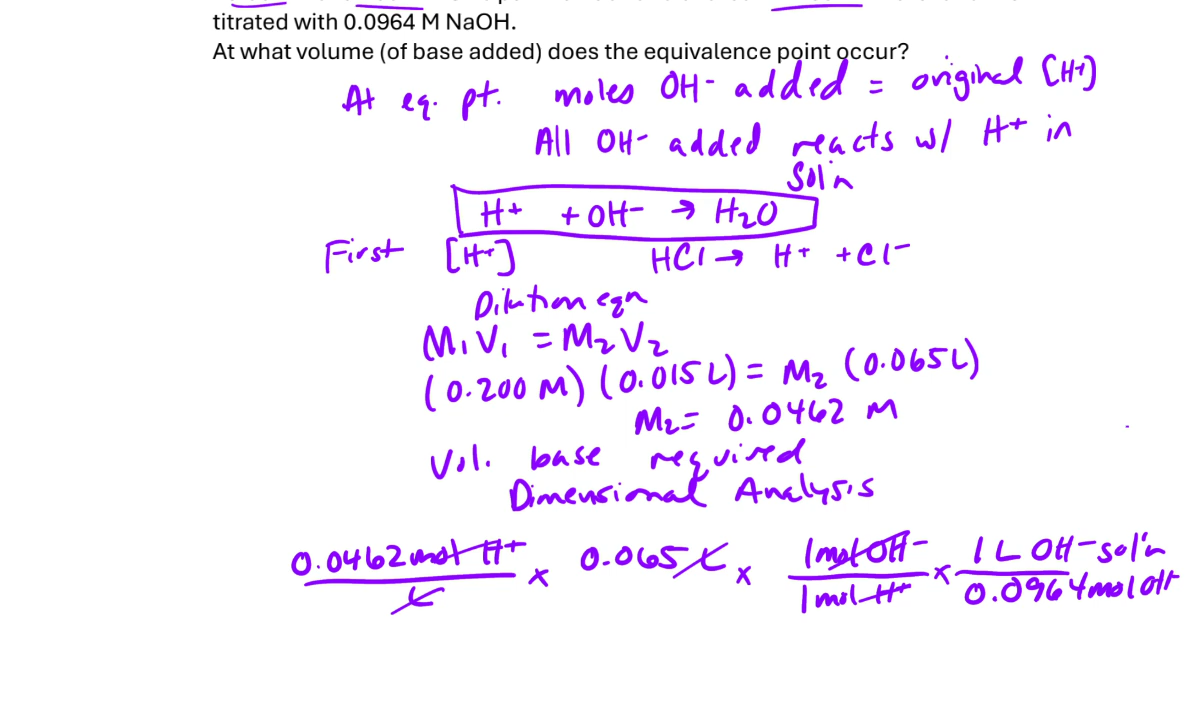 titrated with 0.0964 M NaOH.
At what volume (of base added) does the equivalence point occur?
At eq. pt. moles OH- added = original [H+]
All OH- added reacts w/ H+ in
sol'n
H+ + OH- → H2O
First [H+] HCl → H+ + Cl-
Dilution eqn
M1V1 = M2V2
(0.200 M) (0.015 L) = M2 (0.065 L)
M2 = 0.0462 M
Vol. base required
Dimensional Analysis
0.0462 mol H+ / L × 0.065 L × 1 mol OH- / 1 mol H+ × 1 L OH- sol'n / 0.0964 mol OH-